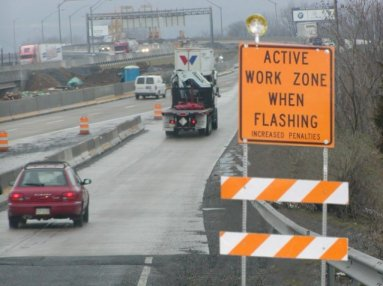 ACTIVE
WORK ZONE
WHEN
FLASHING
INCREASED PENALTIES